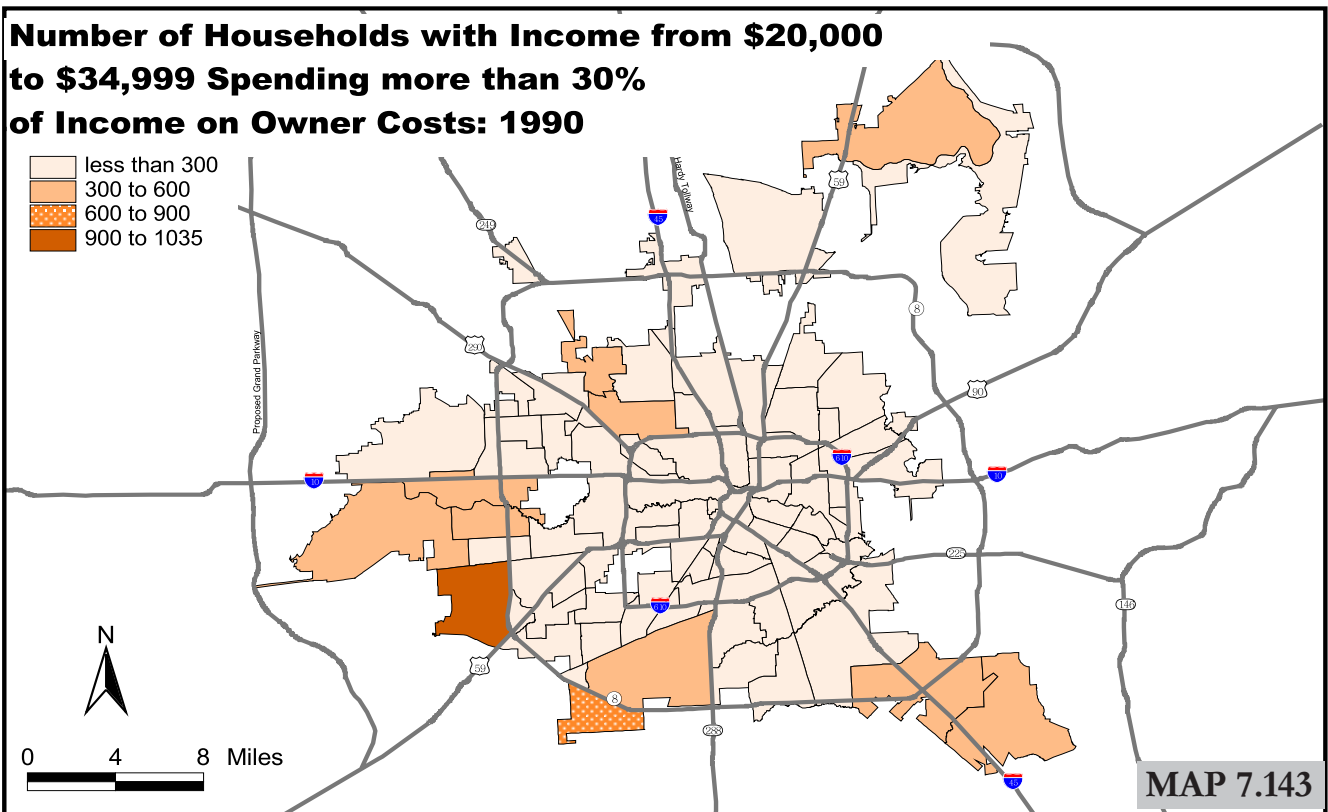 Number of Households with Income from $20,000
to $34,999 Spending more than 30%
of Income on Owner Costs: 1990
less than 300
300 to 600
600 to 900
900 to 1035
Hardy Tollway
59
45
249
8
290
Proposed Grand Parkway
90
610
10
10
225
146
610
59
8
288
45
N
0 4 8 Miles
MAP 7.143